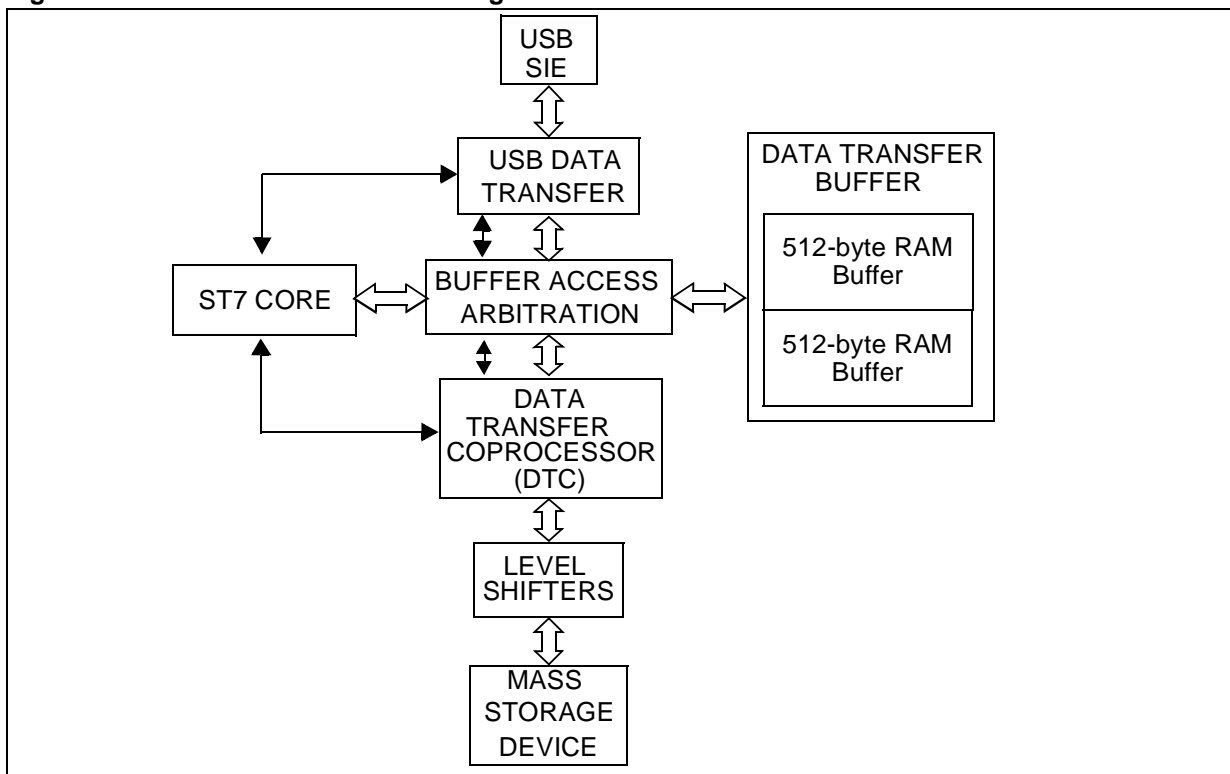 USB
SIE
USB DATA
TRANSFER
DATA TRANSFER
BUFFER
512-byte RAM
Buffer
512-byte RAM
Buffer
ST7 CORE
BUFFER ACCESS
ARBITRATION
DATA
TRANSFER
COPROCESSOR
(DTC)
LEVEL
SHIFTERS
MASS
STORAGE
DEVICE